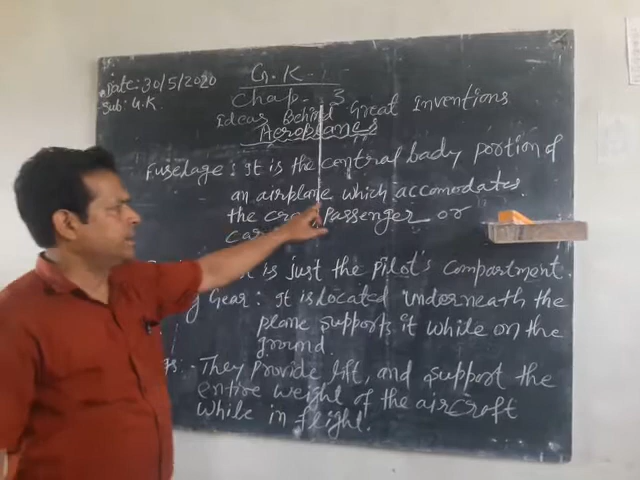 Date: 30/5/2020
Sub: G.K
G.K-
Chap- 3
Ideas Behind Great Inventions
Aeroplanes
Fuselage: It is the central bady portion of
an airplane which accomodates
the Passenger or
is just the pilot's compartment.
Gear: It is located underneath the
plane supports it while on the
ground.
They provide lift, and support the
entire weight of the aircraft
while in flight.